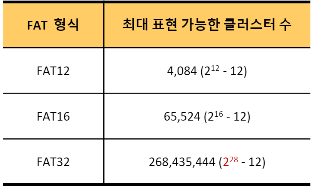 FAT 형식 최대 표현 가능한 클러스터 수
FAT12 4,084 (2¹² - 12)
FAT16 65,524 (2¹⁶ - 12)
FAT32 268,435,444 (2²⁸ - 12)